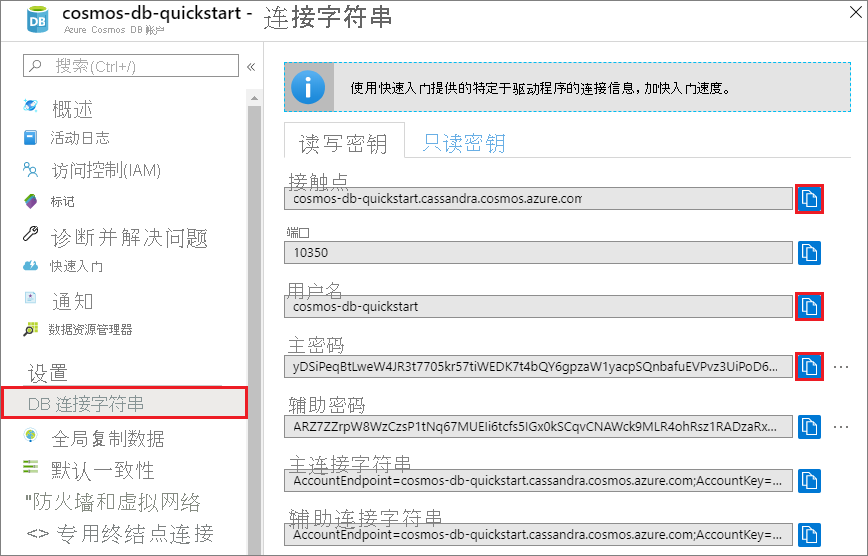 cosmos-db-quickstart - 连接字符串
Azure Cosmos DB 帐户
搜索(Ctrl+/)
概述
活动日志
访问控制(IAM)
标记
诊断并解决问题
快速入门
通知
数据资源管理器
设置
DB 连接字符串
全局复制数据
默认一致性
"防火墙和虚拟网络
<> 专用终结点连接
使用快速入门提供的特定于驱动程序的连接信息，加快入门速度。
读写密钥 只读密钥
接触点
cosmos-db-quickstart.cassandra.cosmos.azure.com
端口
10350
用户名
cosmos-db-quickstart
主密码
yDSiPeqBtLweW4JR3t7705kr57tiWEDK7t4bQY6gpzaW1yacpSQnbafuEVPvz3UiPoD6...
辅助密码
ARZ7ZZrpW8WzCzsP1tNq67MUEIi6tcfs5IGx0kSCqvCNAWck9MLR4ohRsz1RADzaRx...
主连接字符串
AccountEndpoint=cosmos-db-quickstart.cassandra.cosmos.azure.com;AccountKey=...
辅助连接字符串
AccountEndpoint=cosmos-db-quickstart.cassandra.cosmos.azure.com;AccountKey=...